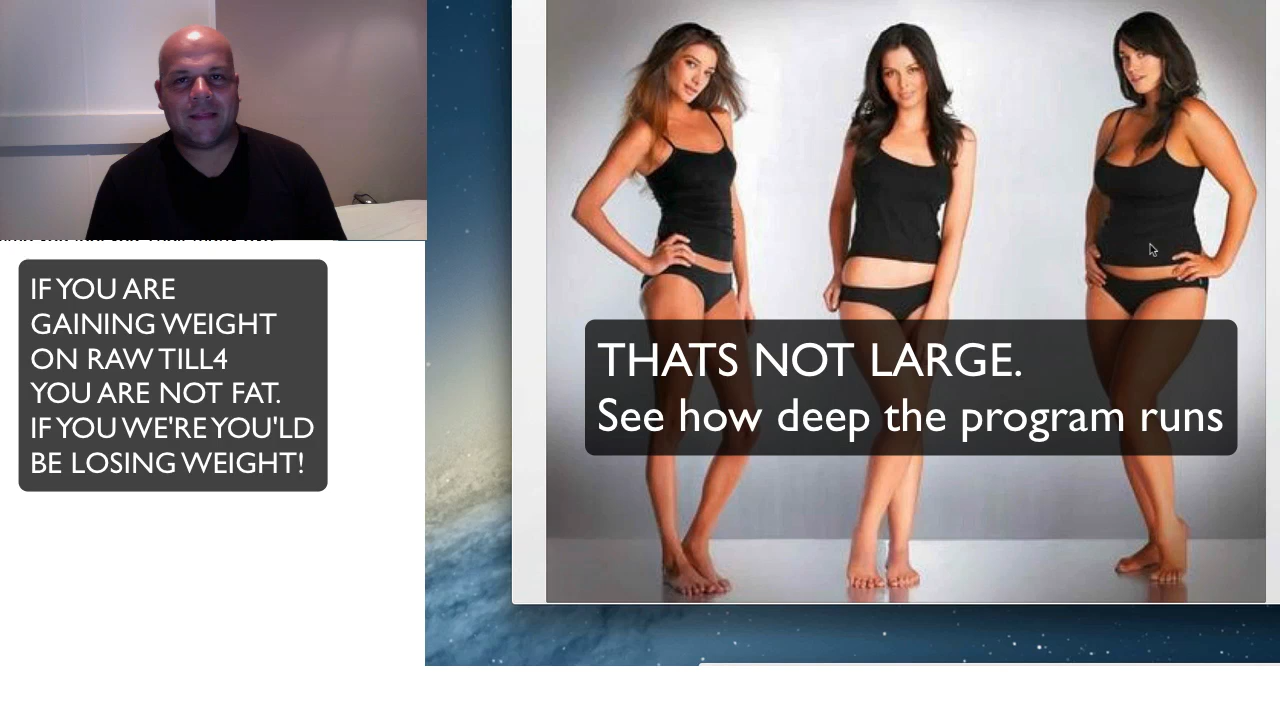 IF YOU ARE
GAINING WEIGHT
ON RAW TILL4
YOU ARE NOT FAT.
IF YOU WE'RE YOU'LD
BE LOSING WEIGHT!
THATS NOT LARGE.
See how deep the program runs